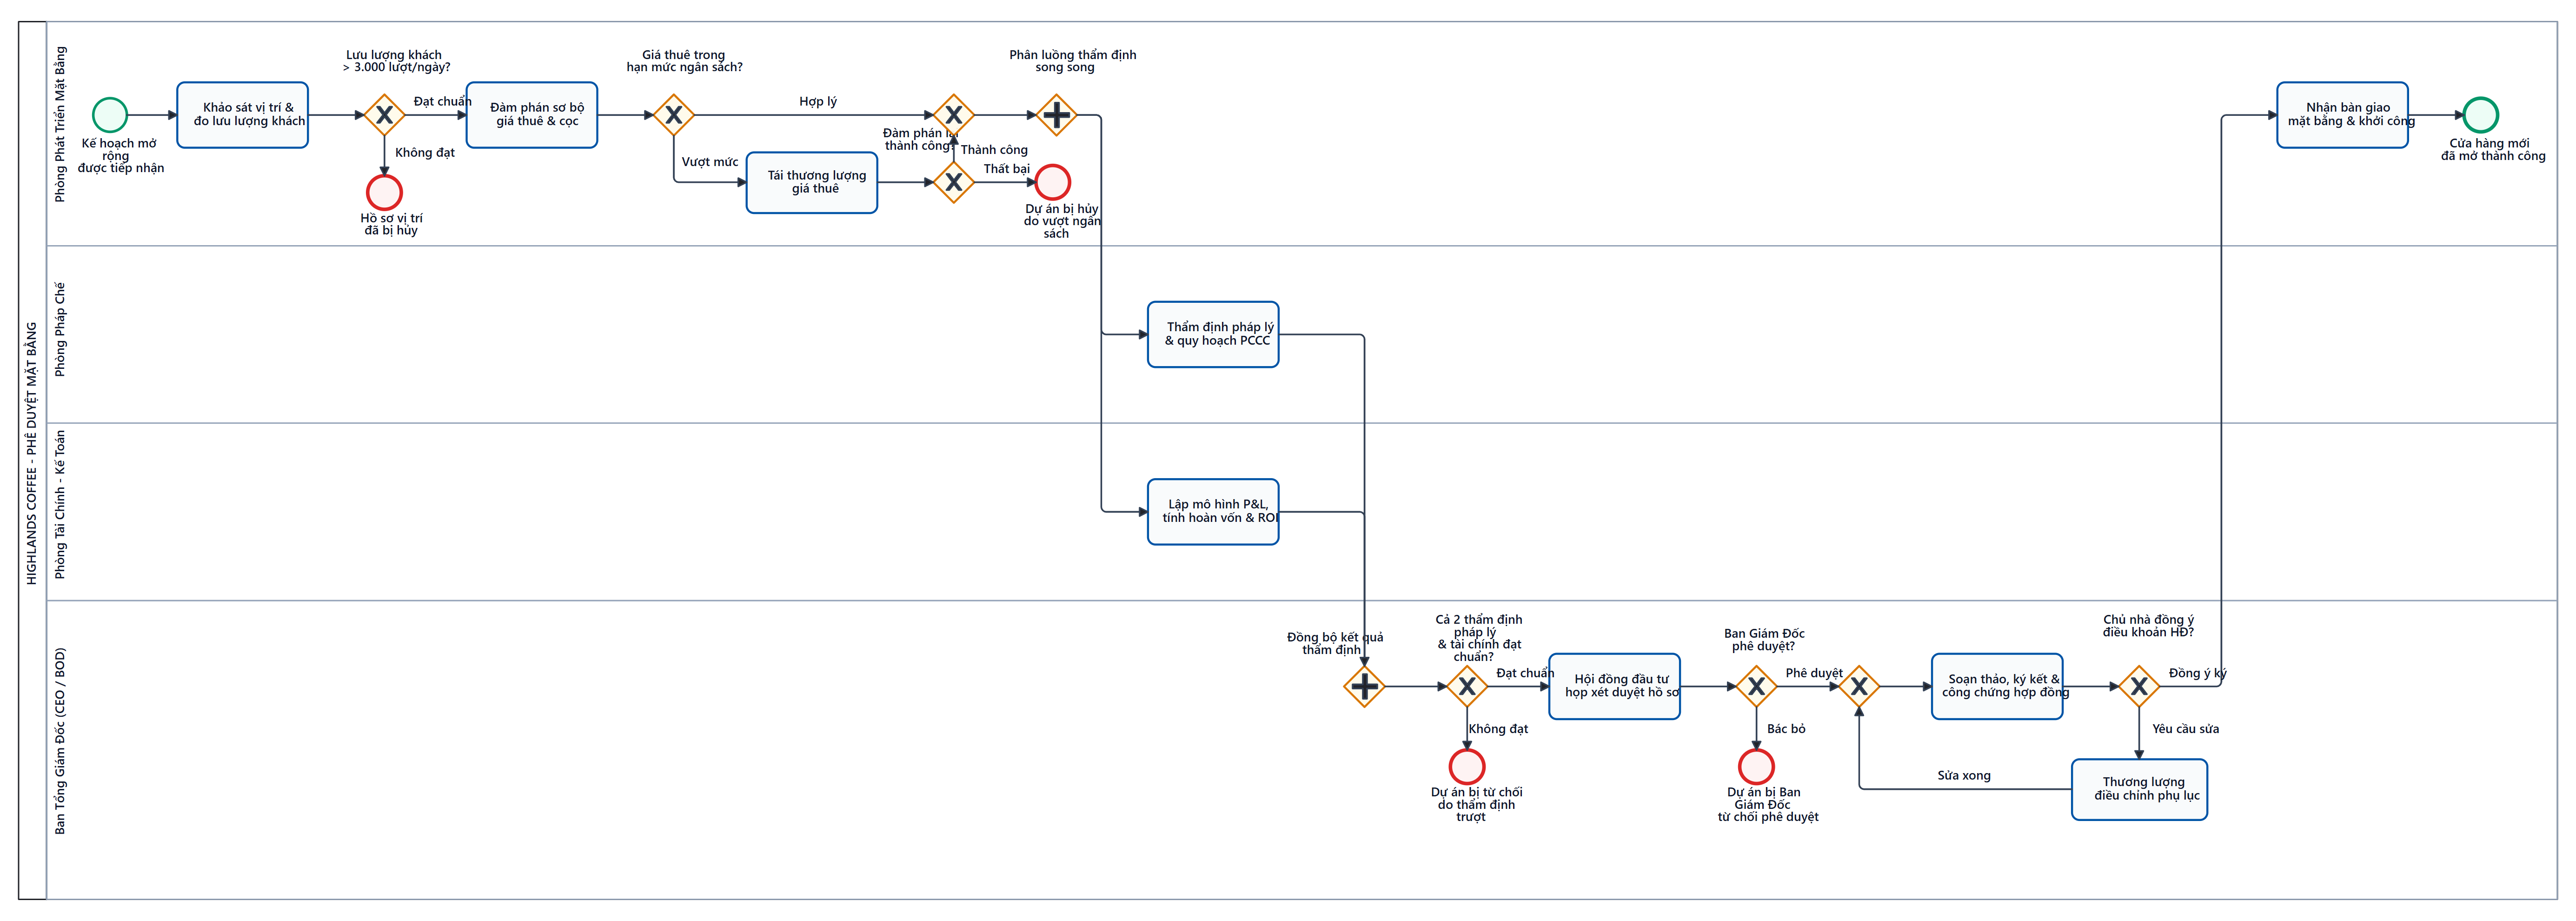 HIGHLANDS COFFEE - PHÊ DUYỆT MẶT BẰNG
Phòng Phát Triển Mặt Bằng
Kế hoạch mở
rộng
được tiếp nhận
Khảo sát vị trí &
đo lưu lượng khách
Lưu lượng khách
> 3.000 lượt/ngày?
Đạt chuẩn
Không đạt
Hồ sơ vị trí
đã bị hủy
Đàm phán sơ bộ
giá thuê & cọc
Giá thuê trong
hạn mức ngân sách?
Hợp lý
Vượt mức
Tái thương lượng
giá thuê
Đàm phán lại
thành công?
Thành công
Thất bại
Dự án bị hủy
do vượt ngân
sách
Phân luồng thẩm định
song song
Nhận bàn giao
mặt bằng & khởi công
Cửa hàng mới
đã mở thành công
Phòng Pháp Chế
Thẩm định pháp lý
& quy hoạch PCCC
Phòng Tài Chính - Kế Toán
Lập mô hình P&L,
tính hoàn vốn & ROI
Ban Tổng Giám Đốc (CEO / BOD)
Đồng bộ kết quả
thẩm định
Cả 2 thẩm định
pháp lý
& tài chính đạt
chuẩn?
Đạt chuẩn
Không đạt
Dự án bị từ chối
do thẩm định
trượt
Hội đồng đầu tư
họp xét duyệt hồ sơ
Ban Giám Đốc
phê duyệt?
Phê duyệt
Bác bỏ
Dự án bị Ban
Giám Đốc
từ chối phê duyệt
Soạn thảo, ký kết &
công chứng hợp đồng
Chủ nhà đồng ý
điều khoản HĐ?
Đồng ý ký
Yêu cầu sửa
Thương lượng
điều chỉnh phụ lục
Sửa xong